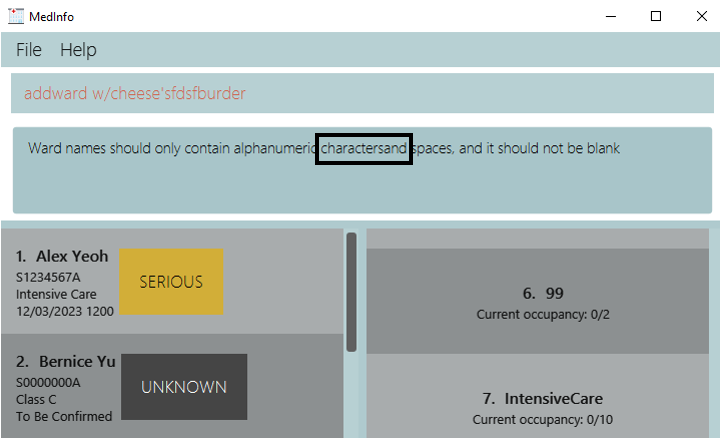 MedInfo
File Help
addward w/cheese'sfdsfburder
Ward names should only contain alphanumeric charactersand spaces, and it should not be blank
1. Alex Yeoh
S1234567A
Intensive Care
12/03/2023 1200
SERIOUS
2. Bernice Yu
S0000000A
Class C
To Be Confirmed
UNKNOWN
6. 99
Current occupancy: 0/2
7. IntensiveCare
Current occupancy: 0/10